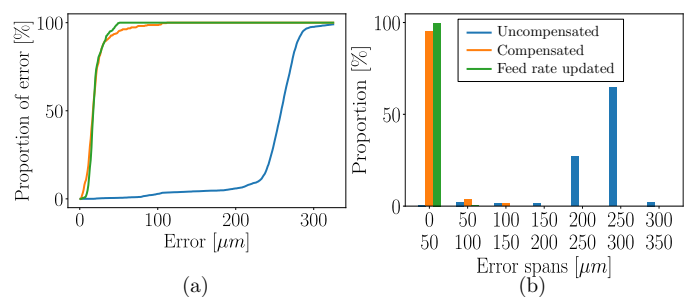 100
50
0
Proportion of error [%]
0
100
200
300
Error [μm]
(a)
100
50
0
Proportion [%]
Uncompensated
Compensated
Feed rate updated
0 50 100 150 200 250 300
50 100 150 200 250 300 350
Error spans [μm]
(b)